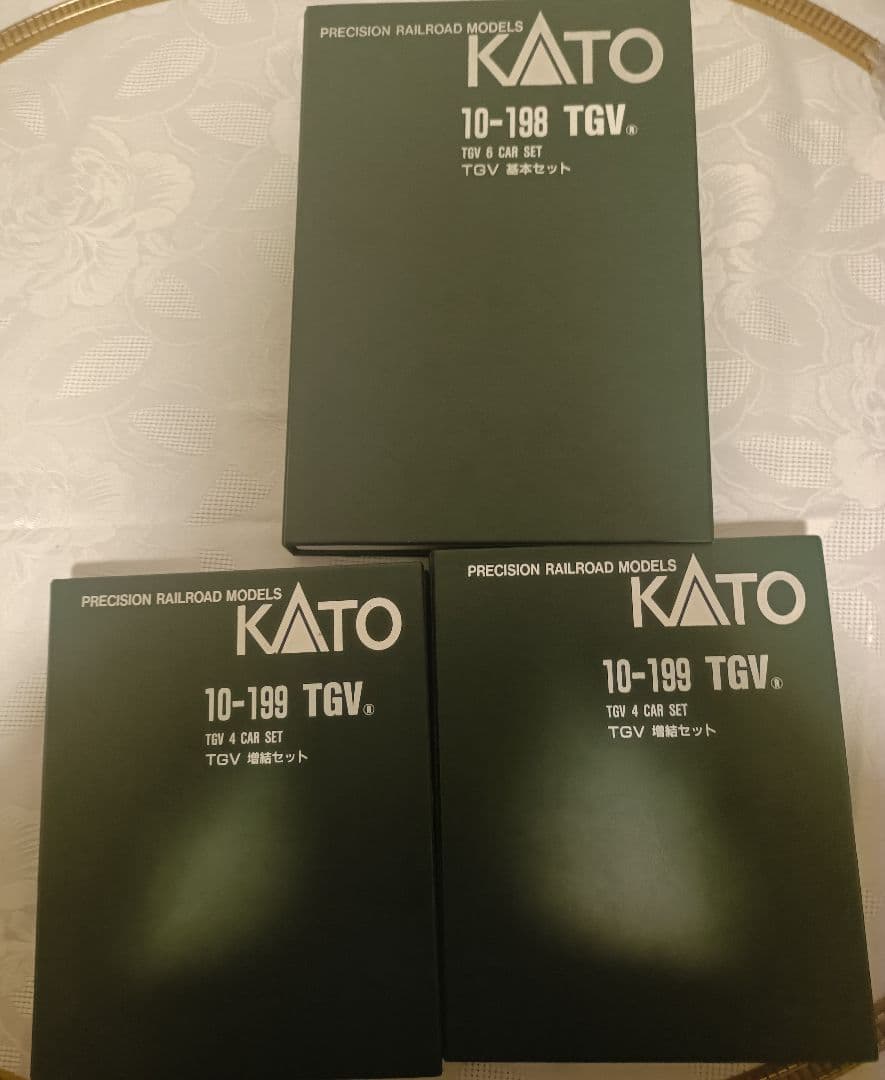 PRECISION RAILROAD MODELS
KATO
10-198 TGV®
TGV 6 CAR SET
TGV 基本セット
PRECISION RAILROAD MODELS
KATO
10-199 TGV®
TGV 4 CAR SET
TGV 増結セット
PRECISION RAILROAD MODELS
KATO
10-199 TGV®
TGV 4 CAR SET
TGV 増結セット